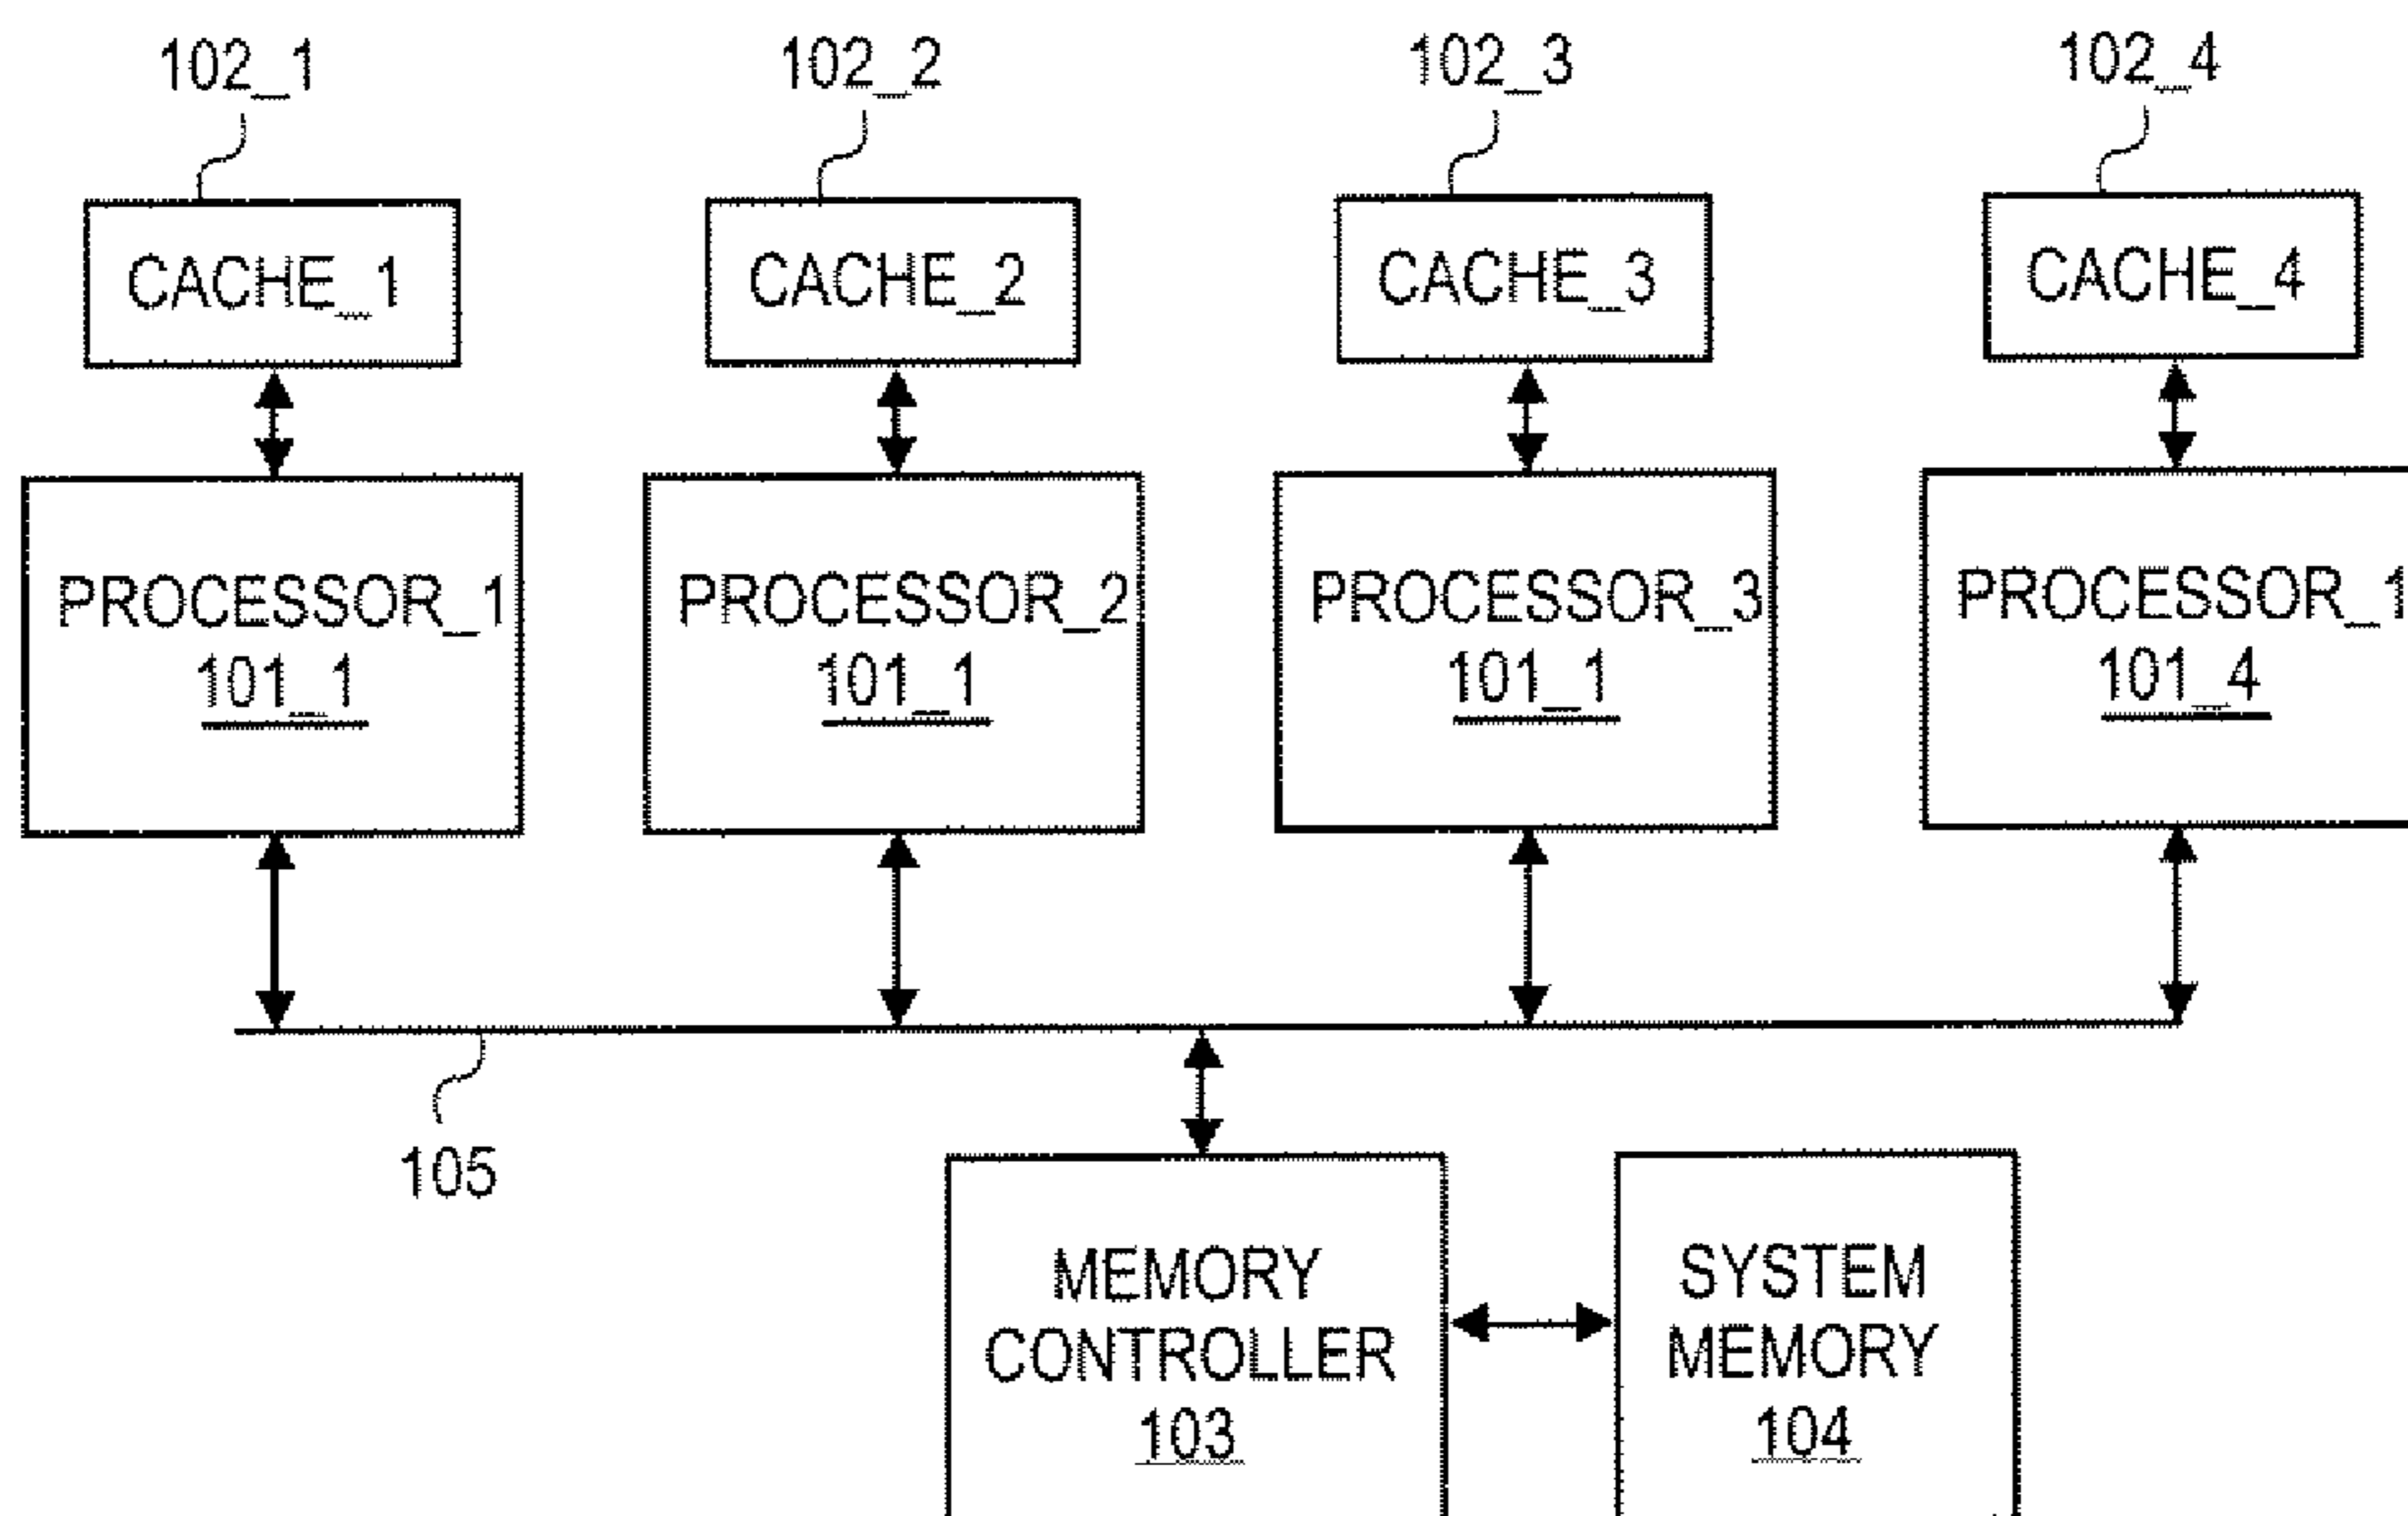 102_1
102_2
102_3
102_4
CACHE_1
CACHE_2
CACHE_3
CACHE_4
PROCESSOR_1
101_1
PROCESSOR_2
101_1
PROCESSOR_3
101_1
PROCESSOR_1
101_4
105
MEMORY
CONTROLLER
103
SYSTEM
MEMORY
104